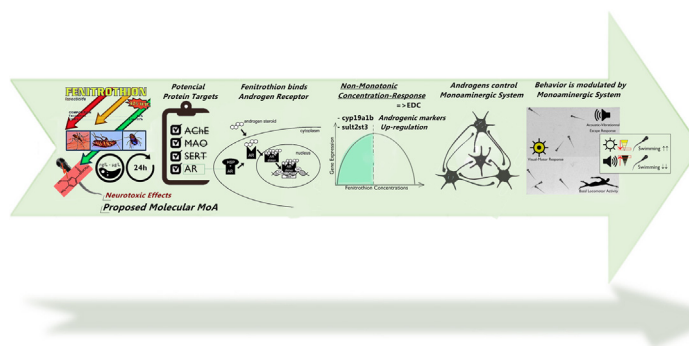 FENITROTHION
24h
Neurotoxic Effects
Proposed Molecular MoA
Potencial
Protein Targets
AChE
MAO
SERT
AR
Fenitrothion binds
Androgen Receptor
androgen steroid
cytoplasm
nucleus
Non-Monotonic
Concentration-Response
=>EDC
- cyp19a1b
- sult2st3
Androgenic markers
Up-regulation
Gene Expression
Fenitrothion Concentrations
Androgens control
Monoaminergic System
Behavior is modulated by
Monoaminergic System
Acoustic-Vibrational
Escape Response
Visual Motor Response
Basal Locomotor Activity
Swimming ↑↑
Swimming ↓↓